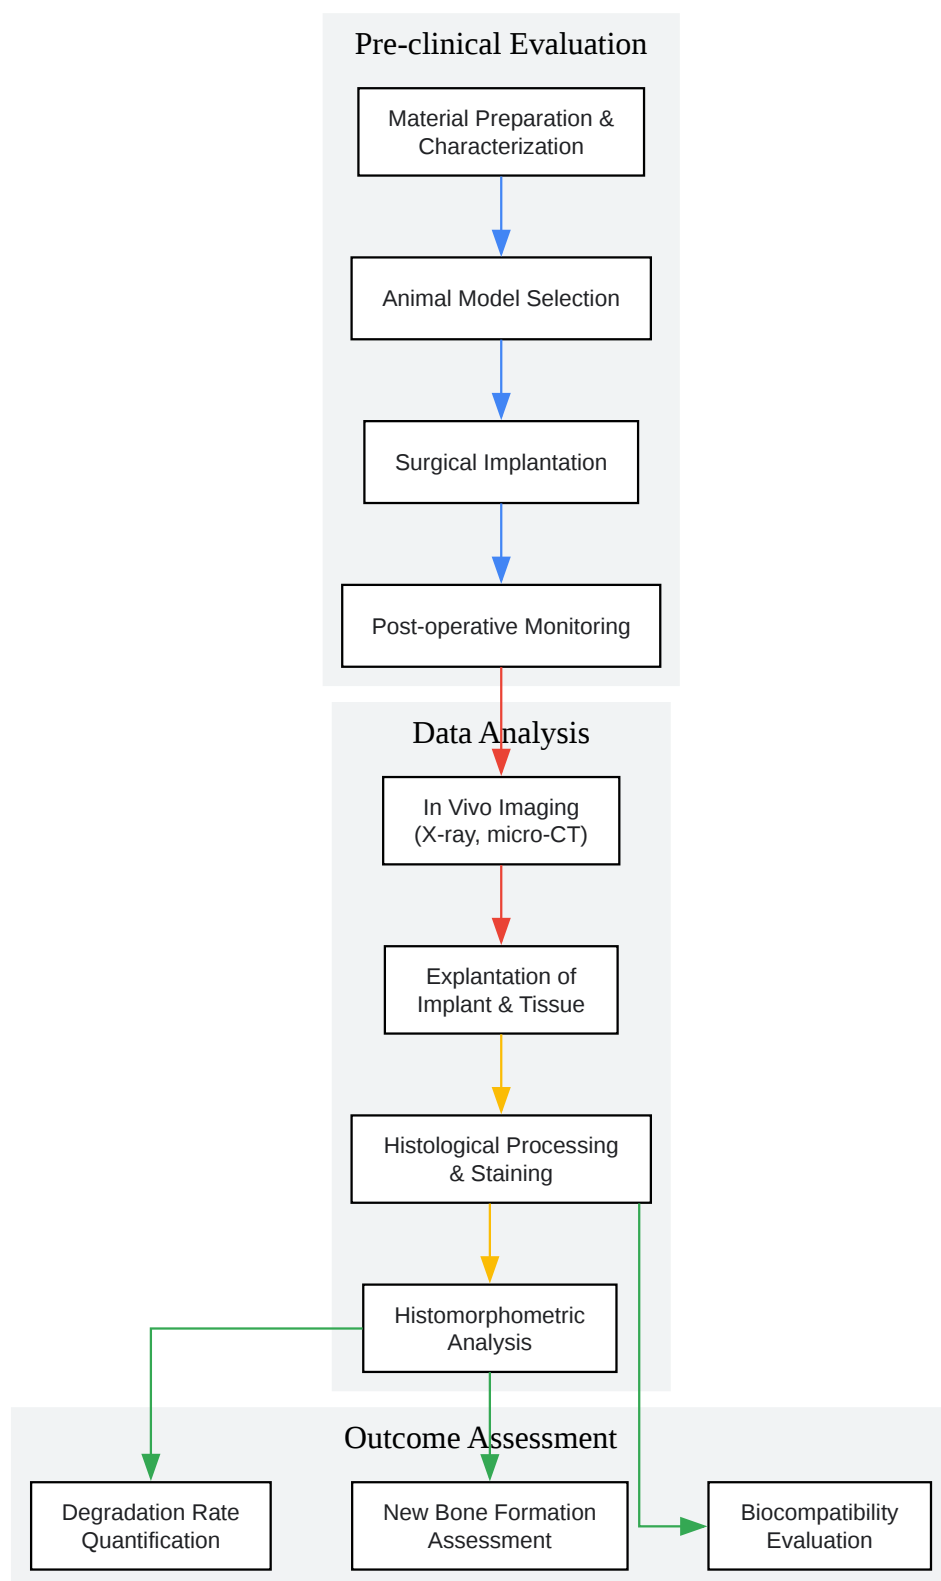 Pre-clinical Evaluation
Material Preparation &
Characterization
Animal Model Selection
Surgical Implantation
Post-operative Monitoring
Data Analysis
In Vivo Imaging
(X-ray, micro-CT)
Explantation of
Implant & Tissue
Histological Processing
& Staining
Histomorphometric
Analysis
Outcome Assessment
Degradation Rate
Quantification
New Bone Formation
Assessment
Biocompatibility
Evaluation